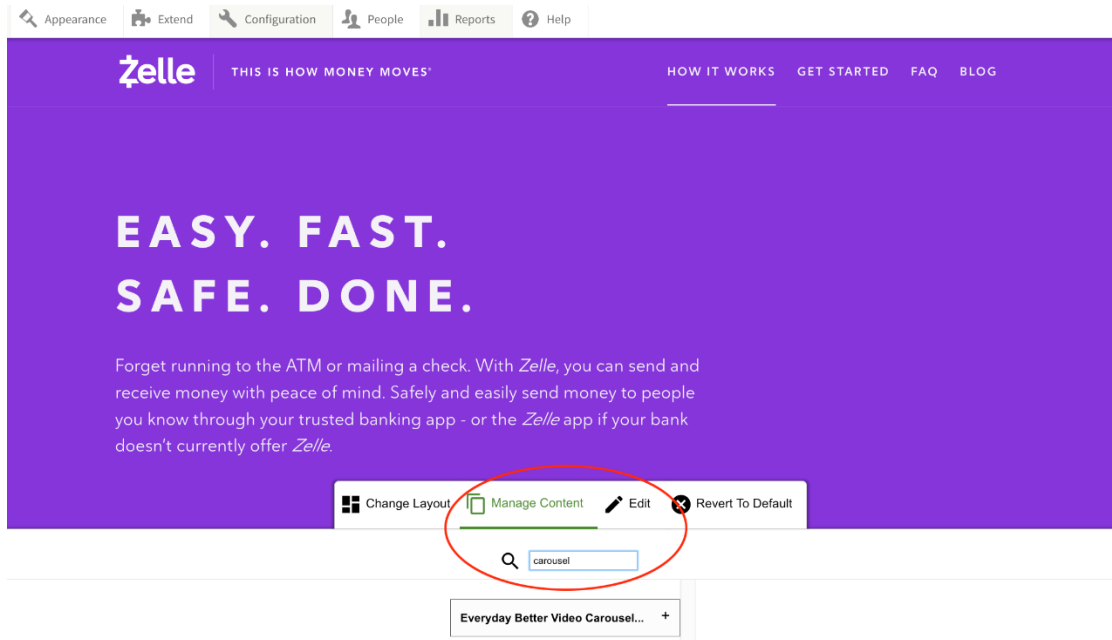 Appearance Extend Configuration People Reports Help
Zelle THIS IS HOW MONEY MOVES® HOW IT WORKS GET STARTED FAQ BLOG
EASY. FAST.
SAFE. DONE.
Forget running to the ATM or mailing a check. With Zelle, you can send and
receive money with peace of mind. Safely and easily send money to people
you know through your trusted banking app - or the Zelle app if your bank
doesn't currently offer Zelle.
Change Layout Manage Content Edit Revert To Default
carousel
Everyday Better Video Carousel... +